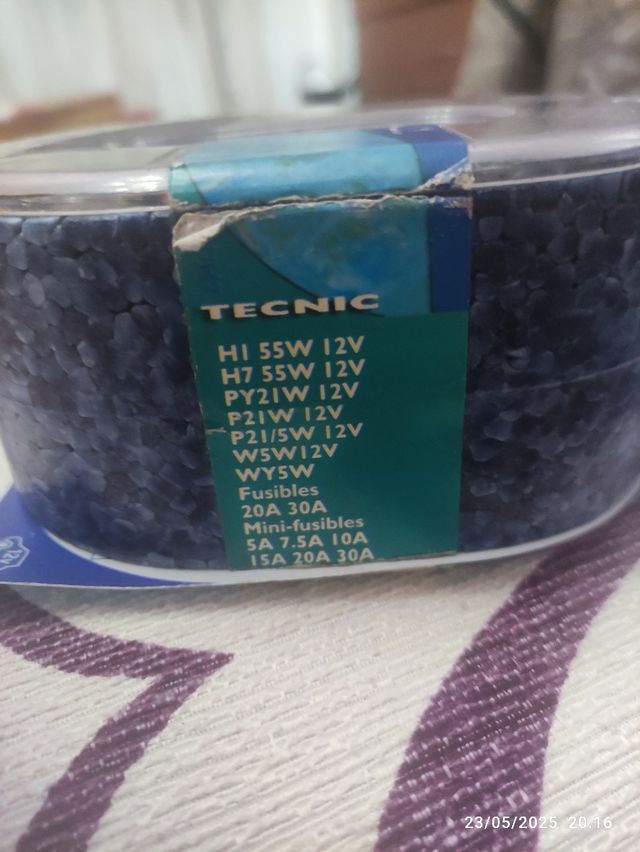 TECNIC
H1 55W 12V
H7 55W 12V
PY21W 12V
P21W 12V
P21/5W 12V
W5W12V
WY5W
Fusibles
20A 30A
Mini-fusibles
5A 7.5A 10A
15A 20A 30A
23/05/2025 20:16